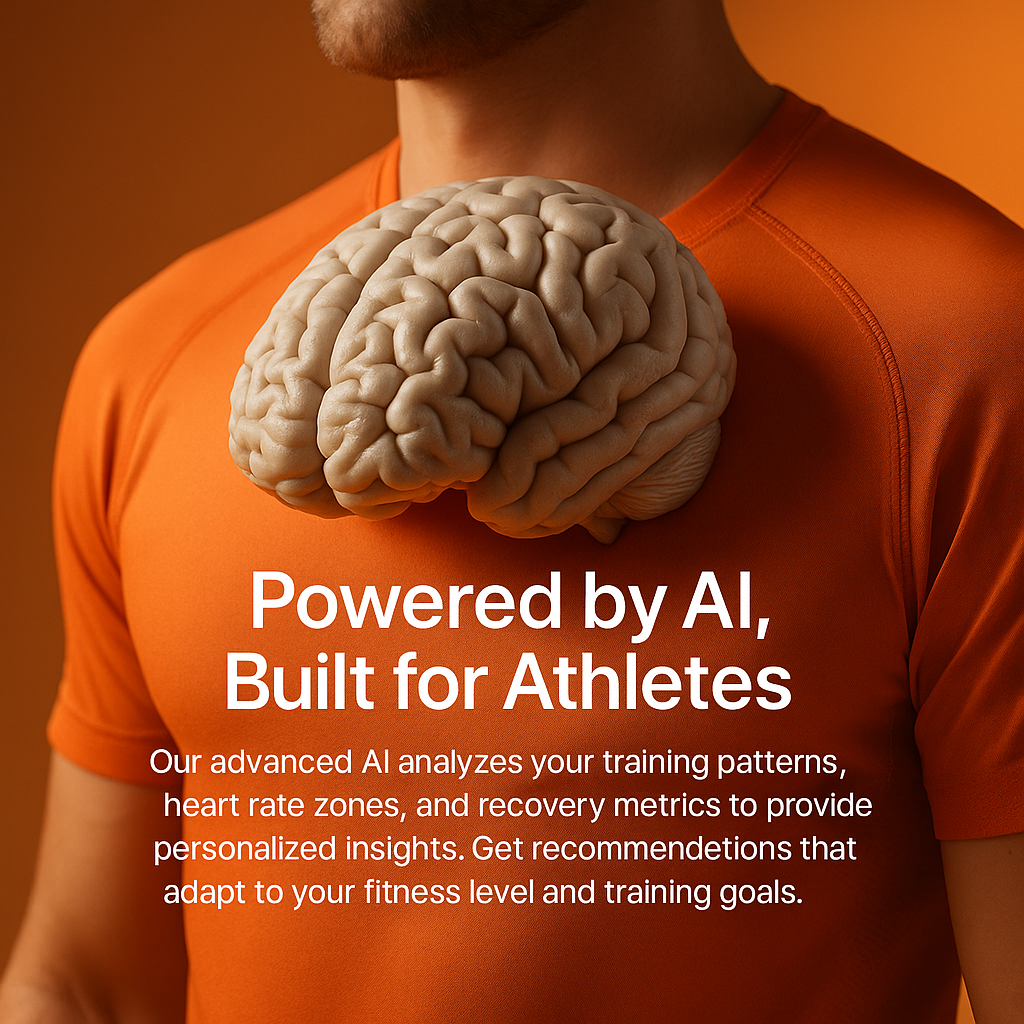 Powered by AI,
Built for Athletes
Our advanced AI analyzes your training patterns,
heart rate zones, and recovery metrics to provide
personalized insights. Get recommendetions that
adapt to your fitness level and training goals.